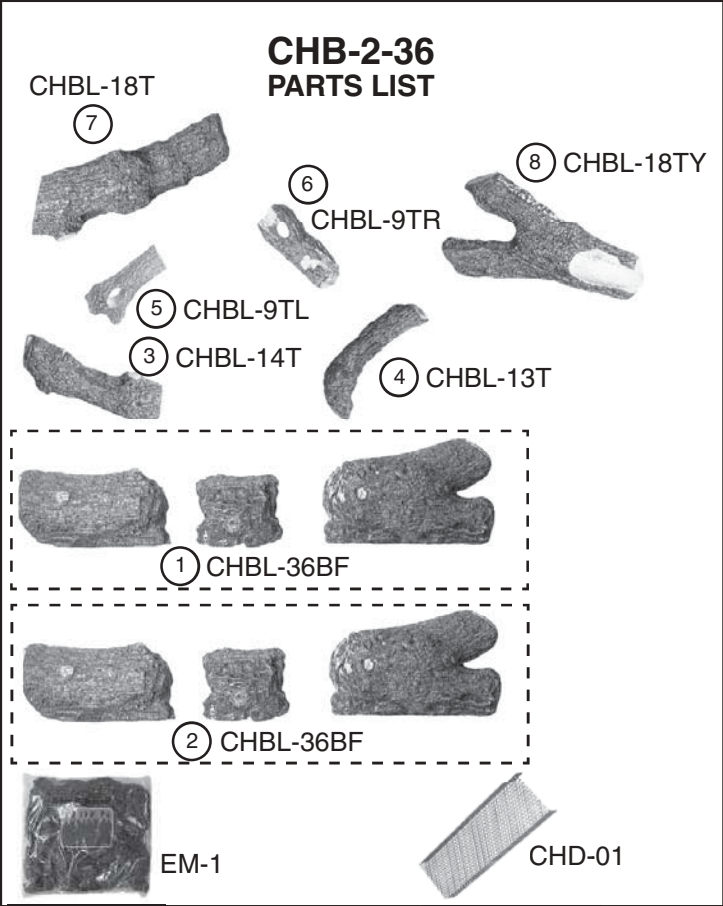 CHB-2-36
PARTS LIST
CHBL-18T
7
8 CHBL-18TY
6
CHBL-9TR
5 CHBL-9TL
3 CHBL-14T
4 CHBL-13T
1 CHBL-36BF
2 CHBL-36BF
EM-1
CHD-01